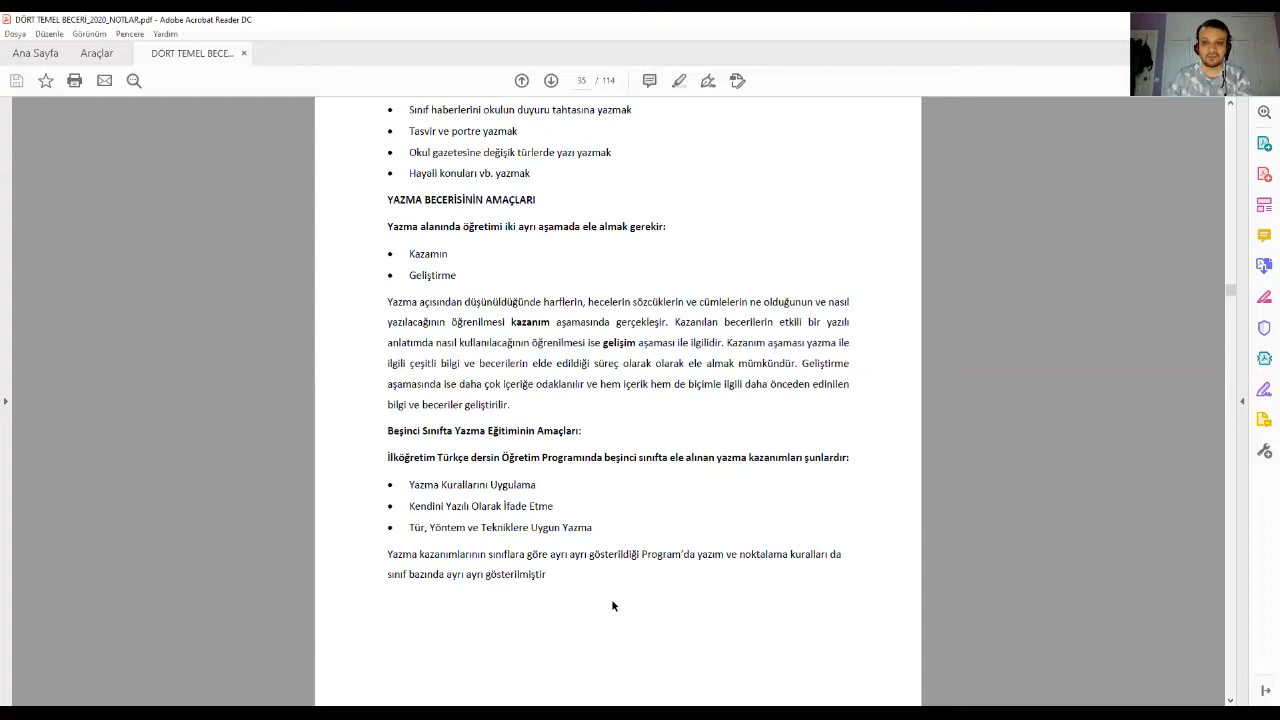 DÖRT TEMEL BECERİ_2020_NOTLAR.pdf - Adobe Acrobat Reader DC
Dosya Düzenle Görünüm Pencere Yardım
Ana Sayfa Araçlar DÖRT TEMEL BECE... ×
35 / 114
• Sınıf haberlerini okulun duyuru tahtasına yazmak
• Tasvir ve portre yazmak
• Okul gazetesine değişik türlerde yazı yazmak
• Hayali konuları vb. yazmak
YAZMA BECERİSİNİN AMAÇLARI
Yazma alanında öğretimi iki ayrı aşamada ele almak gerekir:
• Kazamın
• Geliştirme
Yazma açısından düşünüldüğünde harflerin, hecelerin sözcüklerin ve cümlelerin ne olduğunun ve nasıl
yazılacağının öğrenilmesi kazanım aşamasında gerçekleşir. Kazanılan becerilerin etkili bir yazılı
anlatımda nasıl kullanılacağının öğrenilmesi ise gelişim aşaması ile ilgilidir. Kazanım aşaması yazma ile
ilgili çeşitli bilgi ve becerilerin elde edildiği süreç olarak olarak ele almak mümkündür. Geliştirme
aşamasında ise daha çok içeriğe odaklanılır ve hem içerik hem de biçimle ilgili daha önceden edinilen
bilgi ve beceriler geliştirilir.
Beşinci Sınıfta Yazma Eğitiminin Amaçları:
İlköğretim Türkçe dersin Öğretim Programında beşinci sınıfta ele alınan yazma kazanımları şunlardır:
• Yazma Kurallarını Uygulama
• Kendini Yazılı Olarak İfade Etme
• Tür, Yöntem ve Tekniklere Uygun Yazma
Yazma kazanımlarının sınıflara göre ayrı ayrı gösterildiği Program’da yazım ve noktalama kuralları da
sınıf bazında ayrı ayrı gösterilmiştir